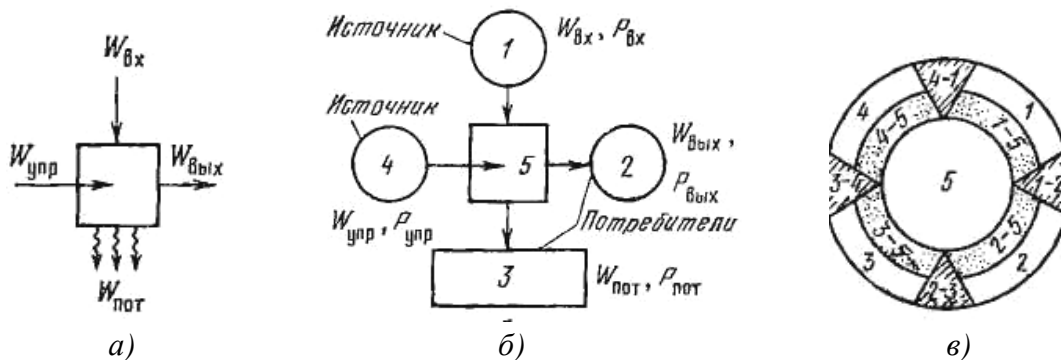 W_вх
W_упр
W_вых
W_пот
а)
Источник
1
W_вх, P_вх
Источник
4
5
2
W_вых,
P_вых
W_упр, P_упр
Потребители
3
W_пот, P_пот
б)
4-1
4
1
4-5
1-5
3-4
5
1-2
3-5
2-5
3
2
2-3
в)